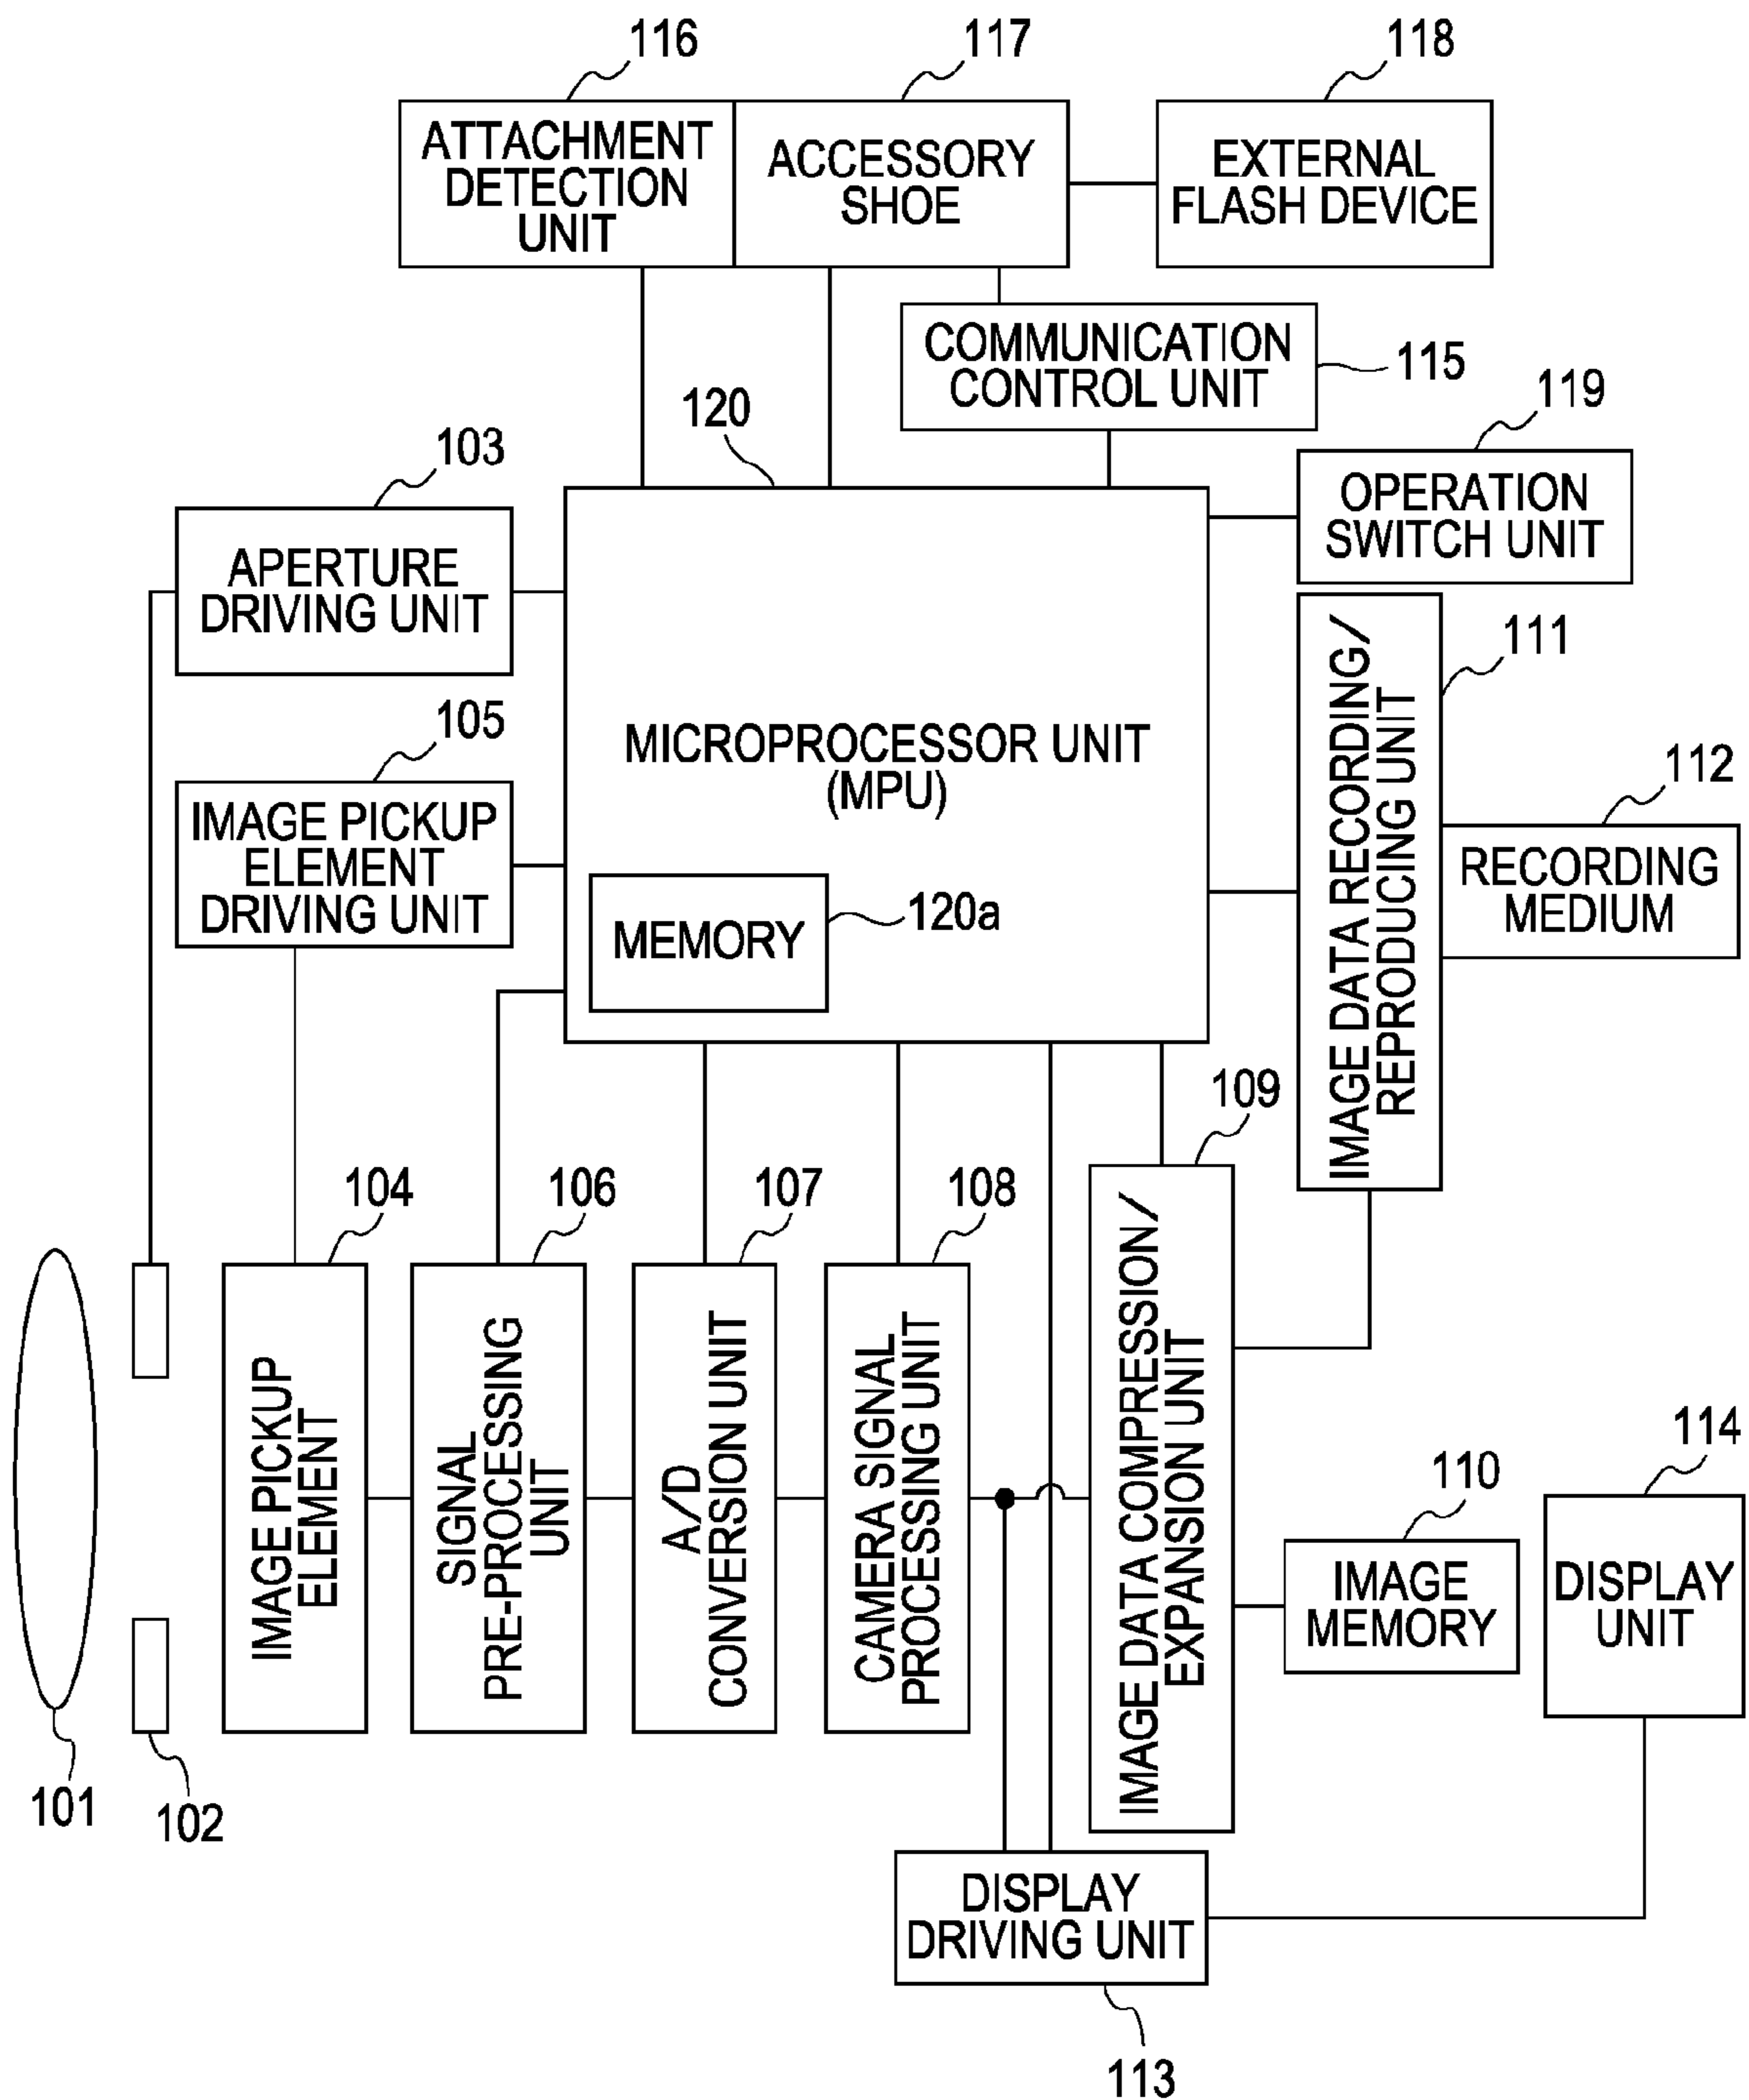 116
117
118
ATTACHMENT
DETECTION
UNIT
ACCESSORY
SHOE
EXTERNAL
FLASH DEVICE
COMMUNICATION
CONTROL UNIT
115
120
119
103
OPERATION
SWITCH UNIT
APERTURE
DRIVING UNIT
111
IMAGE DATA RECORDING/
REPRODUCING UNIT
105
MICROPROCESSOR UNIT
(MPU)
112
IMAGE PICKUP
ELEMENT
DRIVING UNIT
RECORDING
MEDIUM
MEMORY
120a
109
104
106
107
108
IMAGE PICKUP
ELEMENT
SIGNAL
PRE-PROCESSING
UNIT
A/D
CONVERSION UNIT
CAMERA SIGNAL
PROCESSING UNIT
IMAGE DATA COMPRESSION/
EXPANSION UNIT
114
110
IMAGE
MEMORY
DISPLAY
UNIT
101
102
DISPLAY
DRIVING UNIT
113